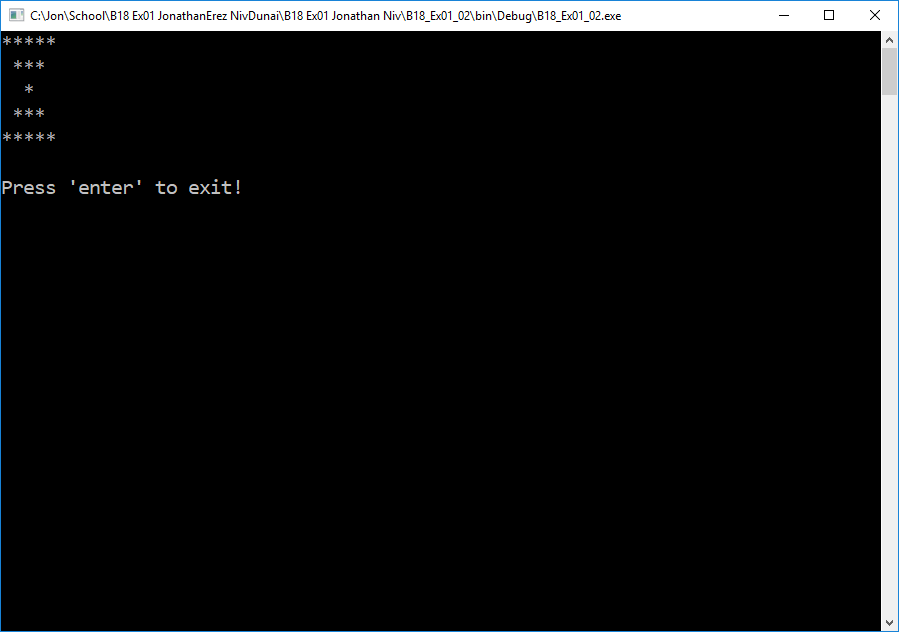 C:\Jon\School\B18 Ex01 JonathanErez NivDunai\B18 Ex01 Jonathan Niv\B18_Ex01_02\bin\Debug\B18_Ex01_02.exe
*****
 ***
  *
 ***
*****
Press 'enter' to exit!